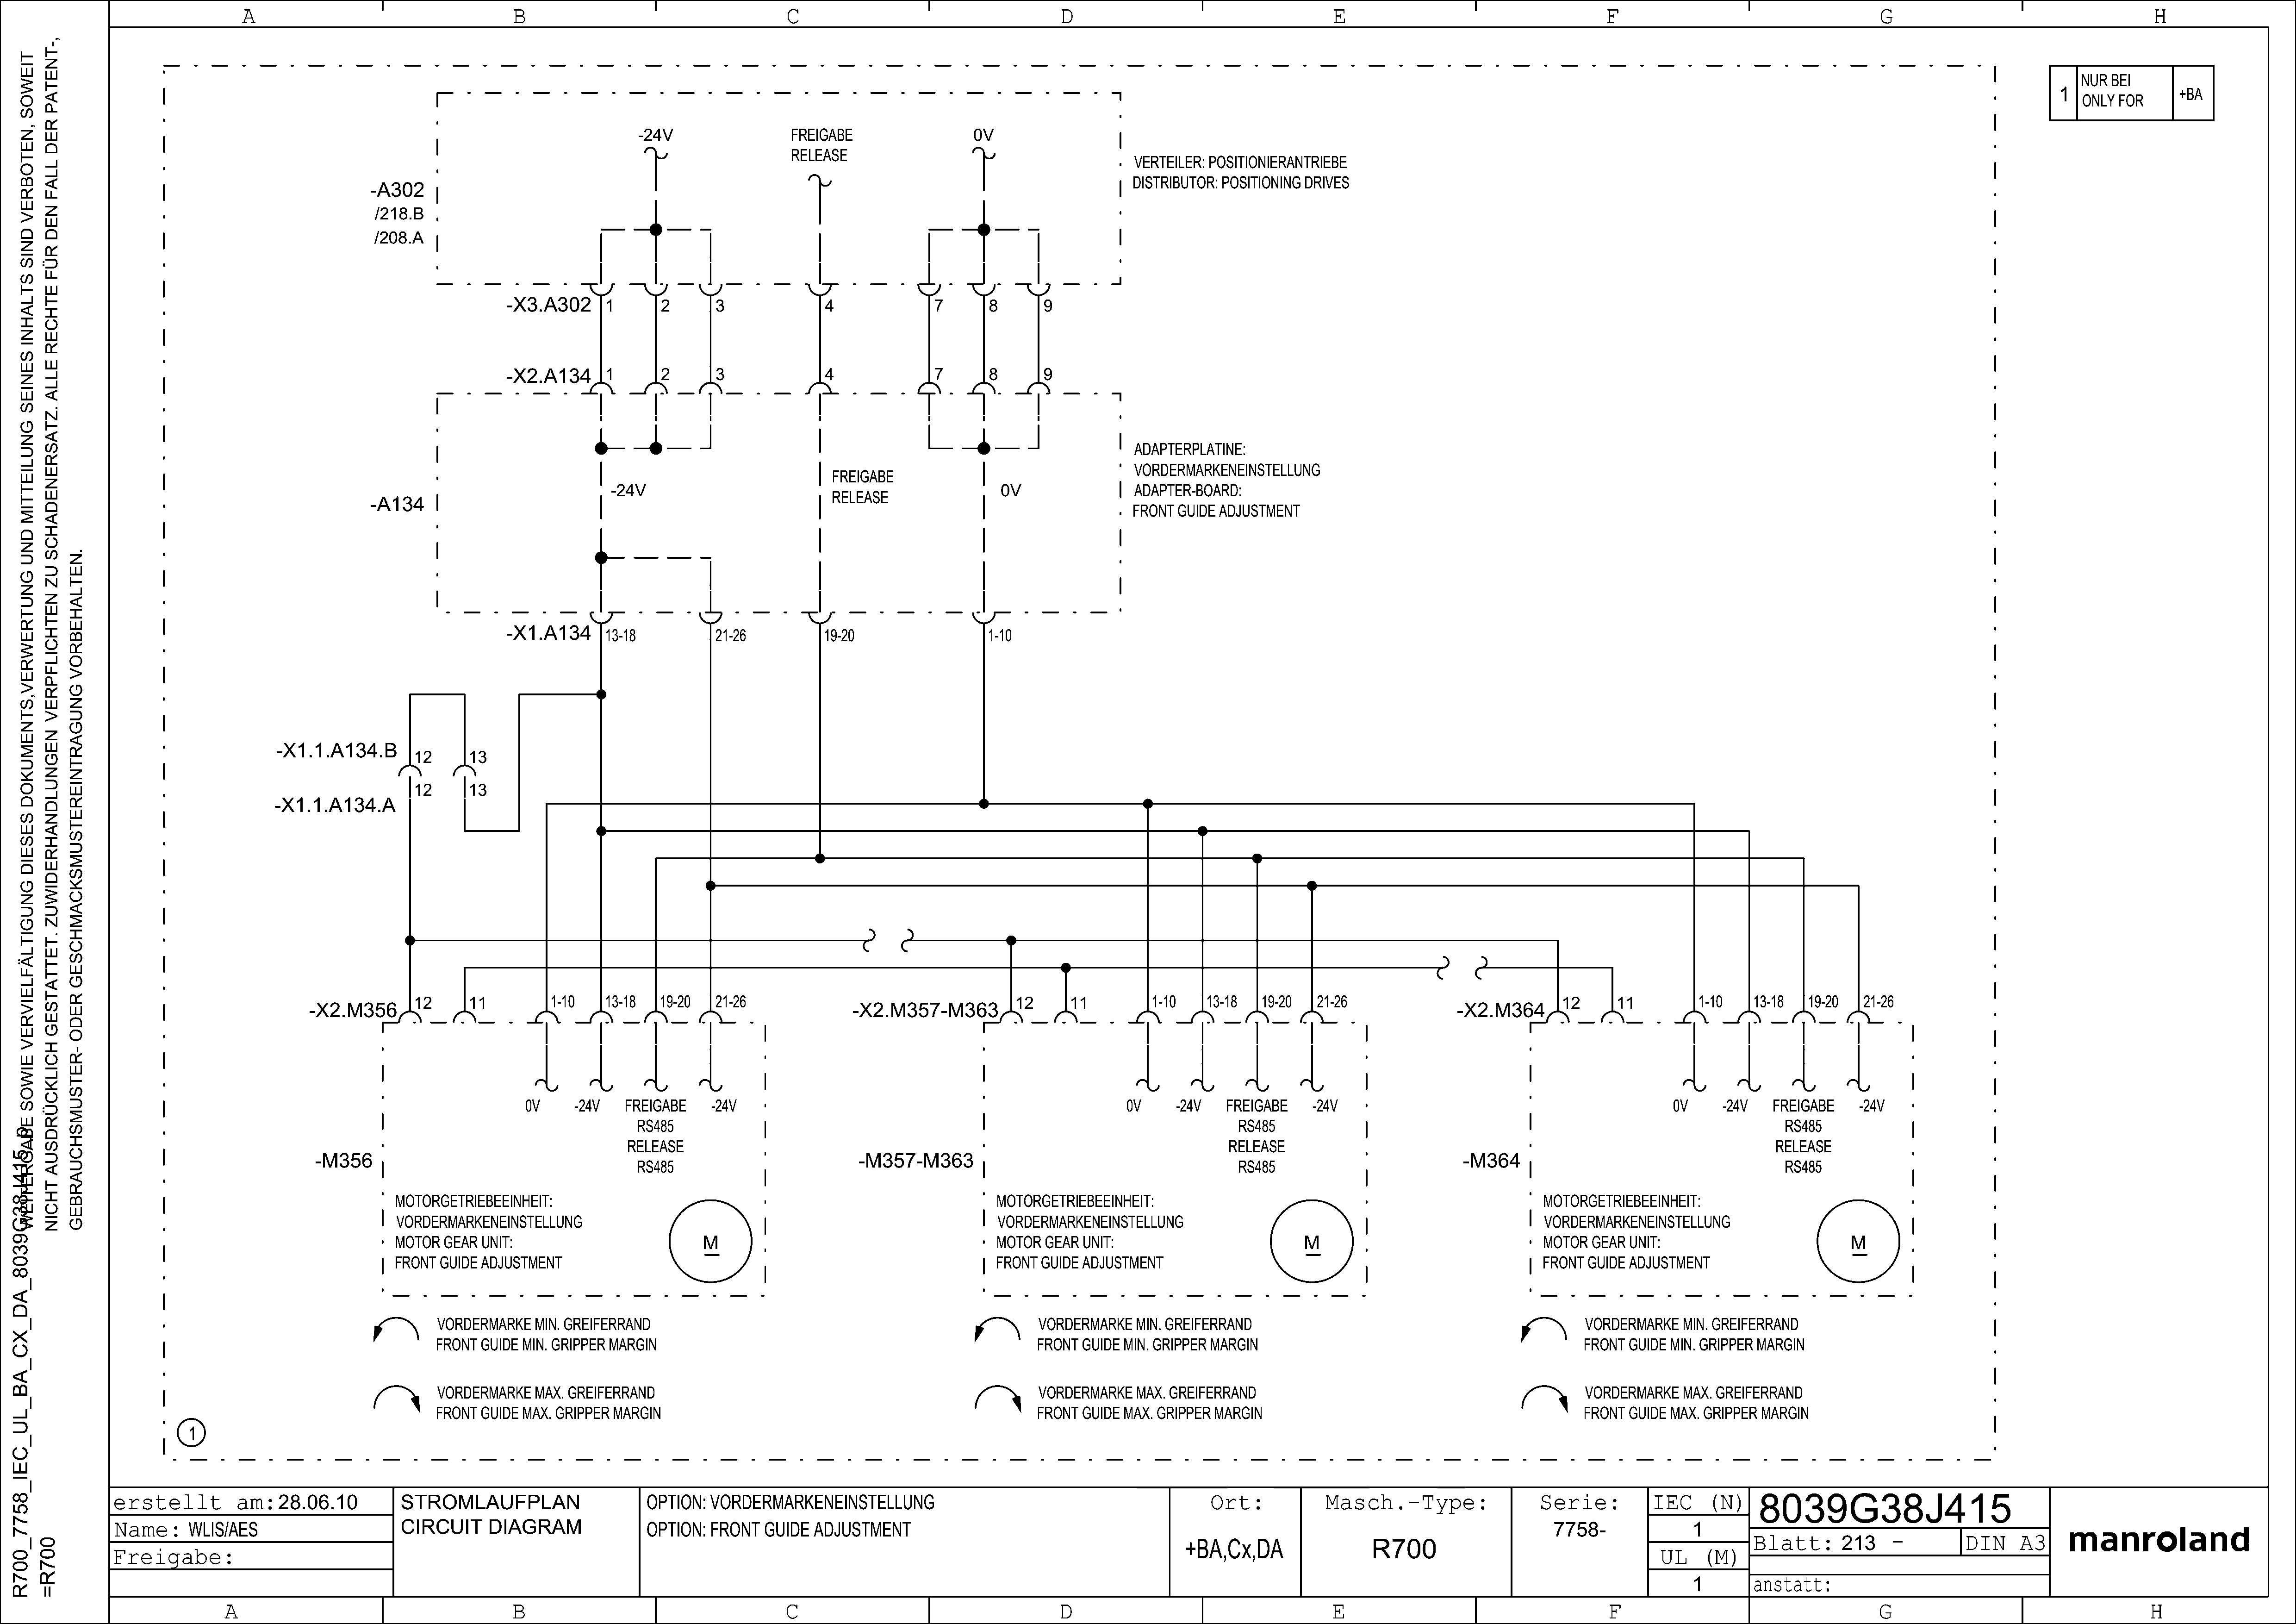 A B C D E F G H
WEITERGABE SOWIE VERVIELFÄLTIGUNG DIESES DOKUMENTS,VERWERTUNG UND MITTEILUNG SEINES INHALTS SIND VERBOTEN, SOWEIT
NICHT AUSDRÜCKLICH GESTATTET. ZUWIDERHANDLUNGEN VERPFLICHTEN ZU SCHADENERSATZ. ALLE RECHTE FÜR DEN FALL DER PATENT-,
GEBRAUCHSMUSTER- ODER GESCHMACKSMUSTEREINTRAGUNG VORBEHALTEN.
R700_7758_IEC_UL_BA_CX_DA_8039G38J415.p
=R700
1 NUR BEI
ONLY FOR +BA
-24V FREIGABE 0V
RELEASE
VERTEILER: POSITIONIERANTRIEBE
DISTRIBUTOR: POSITIONING DRIVES
-A302
/218.B
/208.A
-X3.A302 1 2 3 4 7 8 9
-X2.A134 1 2 3 4 7 8 9
ADAPTERPLATINE:
VORDERMARKENEINSTELLUNG
ADAPTER-BOARD:
FRONT GUIDE ADJUSTMENT
-A134
-24V
FREIGABE
RELEASE
0V
-X1.A134 13-18 21-26 19-20 1-10
-X1.1.A134.B 12 13
-X1.1.A134.A 12 13
-X2.M356 12 11 1-10 13-18 19-20 21-26
-X2.M357-M363 12 11 1-10 13-18 19-20 21-26
-X2.M364 12 11 1-10 13-18 19-20 21-26
0V -24V FREIGABE -24V
RS485
RELEASE
RS485
-M356
MOTORGETRIEBEEINHEIT:
VORDERMARKENEINSTELLUNG
MOTOR GEAR UNIT:
FRONT GUIDE ADJUSTMENT
M
VORDERMARKE MIN. GREIFERRAND
FRONT GUIDE MIN. GRIPPER MARGIN
VORDERMARKE MAX. GREIFERRAND
FRONT GUIDE MAX. GRIPPER MARGIN
0V -24V FREIGABE -24V
RS485
RELEASE
RS485
-M357-M363
MOTORGETRIEBEEINHEIT:
VORDERMARKENEINSTELLUNG
MOTOR GEAR UNIT:
FRONT GUIDE ADJUSTMENT
M
VORDERMARKE MIN. GREIFERRAND
FRONT GUIDE MIN. GRIPPER MARGIN
VORDERMARKE MAX. GREIFERRAND
FRONT GUIDE MAX. GRIPPER MARGIN
0V -24V FREIGABE -24V
RS485
RELEASE
RS485
-M364
MOTORGETRIEBEEINHEIT:
VORDERMARKENEINSTELLUNG
MOTOR GEAR UNIT:
FRONT GUIDE ADJUSTMENT
M
VORDERMARKE MIN. GREIFERRAND
FRONT GUIDE MIN. GRIPPER MARGIN
VORDERMARKE MAX. GREIFERRAND
FRONT GUIDE MAX. GRIPPER MARGIN
1
erstellt am: 28.06.10
Name: WLIS/AES
Freigabe:
STROMLAUFPLAN
CIRCUIT DIAGRAM
OPTION: VORDERMARKENEINSTELLUNG
OPTION: FRONT GUIDE ADJUSTMENT
Ort:
+BA,Cx,DA
Masch.-Type:
R700
Serie:
7758-
IEC (N)
1
UL (M)
1
8039G38J415
Blatt: 213 - DIN A3
anstatt:
manroland
A B C D E F G H